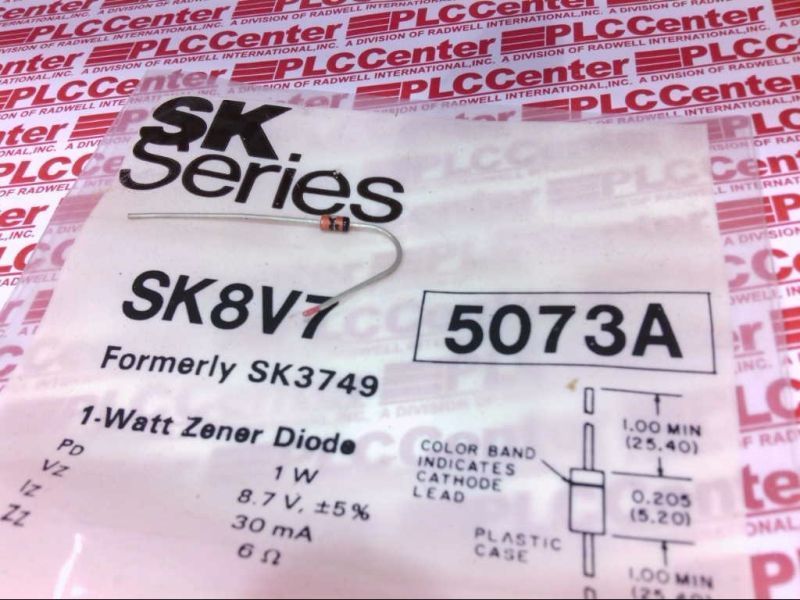 PLCCenter
A DIVISION OF RADWELL INTERNATIONAL, INC.
SK
Series
SK8V7
5073A
Formerly SK3749
1-Watt Zener Diode
PD 1 W
VZ 8.7 V, ±5%
IZ 30 mA
ZZ 6 Ω
COLOR BAND
INDICATES
CATHODE
LEAD
PLASTIC
CASE
1.00 MIN
(25.40)
0.205
(5.20)
1.00 MIN
(25.40)